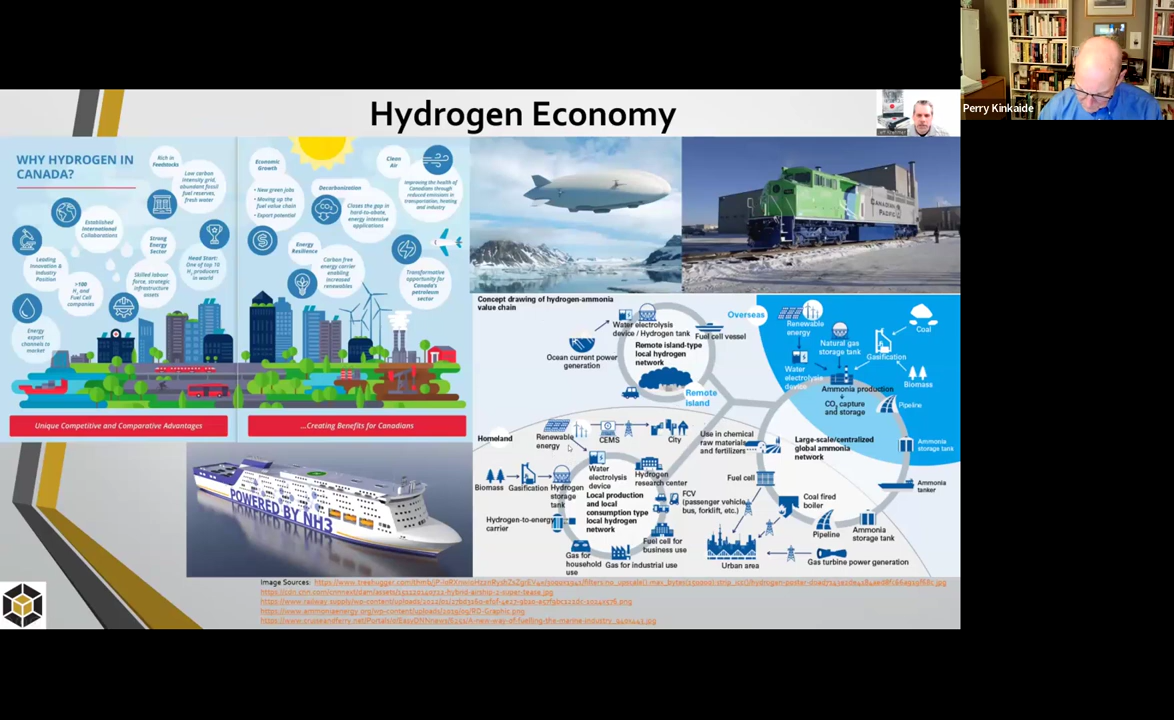 Hydrogen Economy
Perry Kinkaide
WHY HYDROGEN IN
CANADA?
Rich in
Feedstocks
Low carbon
intensity grid,
abundant fossil
fuel reserves,
fresh water
Established
International
Collaborations
Strong
Energy
Sector
Leading
Innovation &
Industry
Position
>100
H2 and
Fuel Cell
companies
Skilled labour
force, strategic
infrastructure
assets
Head Start:
One of top 10
H2 producers
in world
Energy
export
channels to
market
Unique Competitive and Comparative Advantages
Economic
Growth
• New green jobs
• Moving up the
fuel value chain
• Export potential
Decarbonization
Closes the gap in
hard-to-abate,
energy intensive
applications
Clean
Air
Improving the health of
Canadians through
reduced emissions in
transportation, heating
and industry
Energy
Resilience
Carbon free
energy carrier
enabling
increased
renewables
Transformative
opportunity for
Canada's
petroleum
sector
...Creating Benefits for Canadians
CANADIAN
PACIFIC
POWERED BY NH3
Concept drawing of hydrogen-ammonia
value chain
Water electrolysis
device / Hydrogen tank
Fuel cell vessel
Ocean current power
generation
Remote island-type
local hydrogen
network
Remote
island
Overseas
Renewable
energy
Natural gas
storage tank
Coal
Gasification
Water
electrolysis
device
Biomass
Ammonia production
+
CO2 capture
and storage
Pipeline
Large-scale/centralized
global ammonia
network
Ammonia
storage tank
Ammonia
tanker
Homeland
Renewable
energy
CEMS
City
Use in chemical
raw materials
and fertilizers
Biomass
Gasification
Hydrogen
storage
tank
Water
electrolysis
device
Hydrogen
research center
Local production
and local
consumption type
local hydrogen
network
FCV
(passenger vehicle,
bus, forklift, etc.)
Fuel cell
Coal fired
boiler
Hydrogen-to-energy
carrier
Fuel cell for
business use
Gas for
household
use
Gas for industrial use
Urban area
Pipeline
Ammonia
storage tank
Gas turbine power generation
Image Sources: